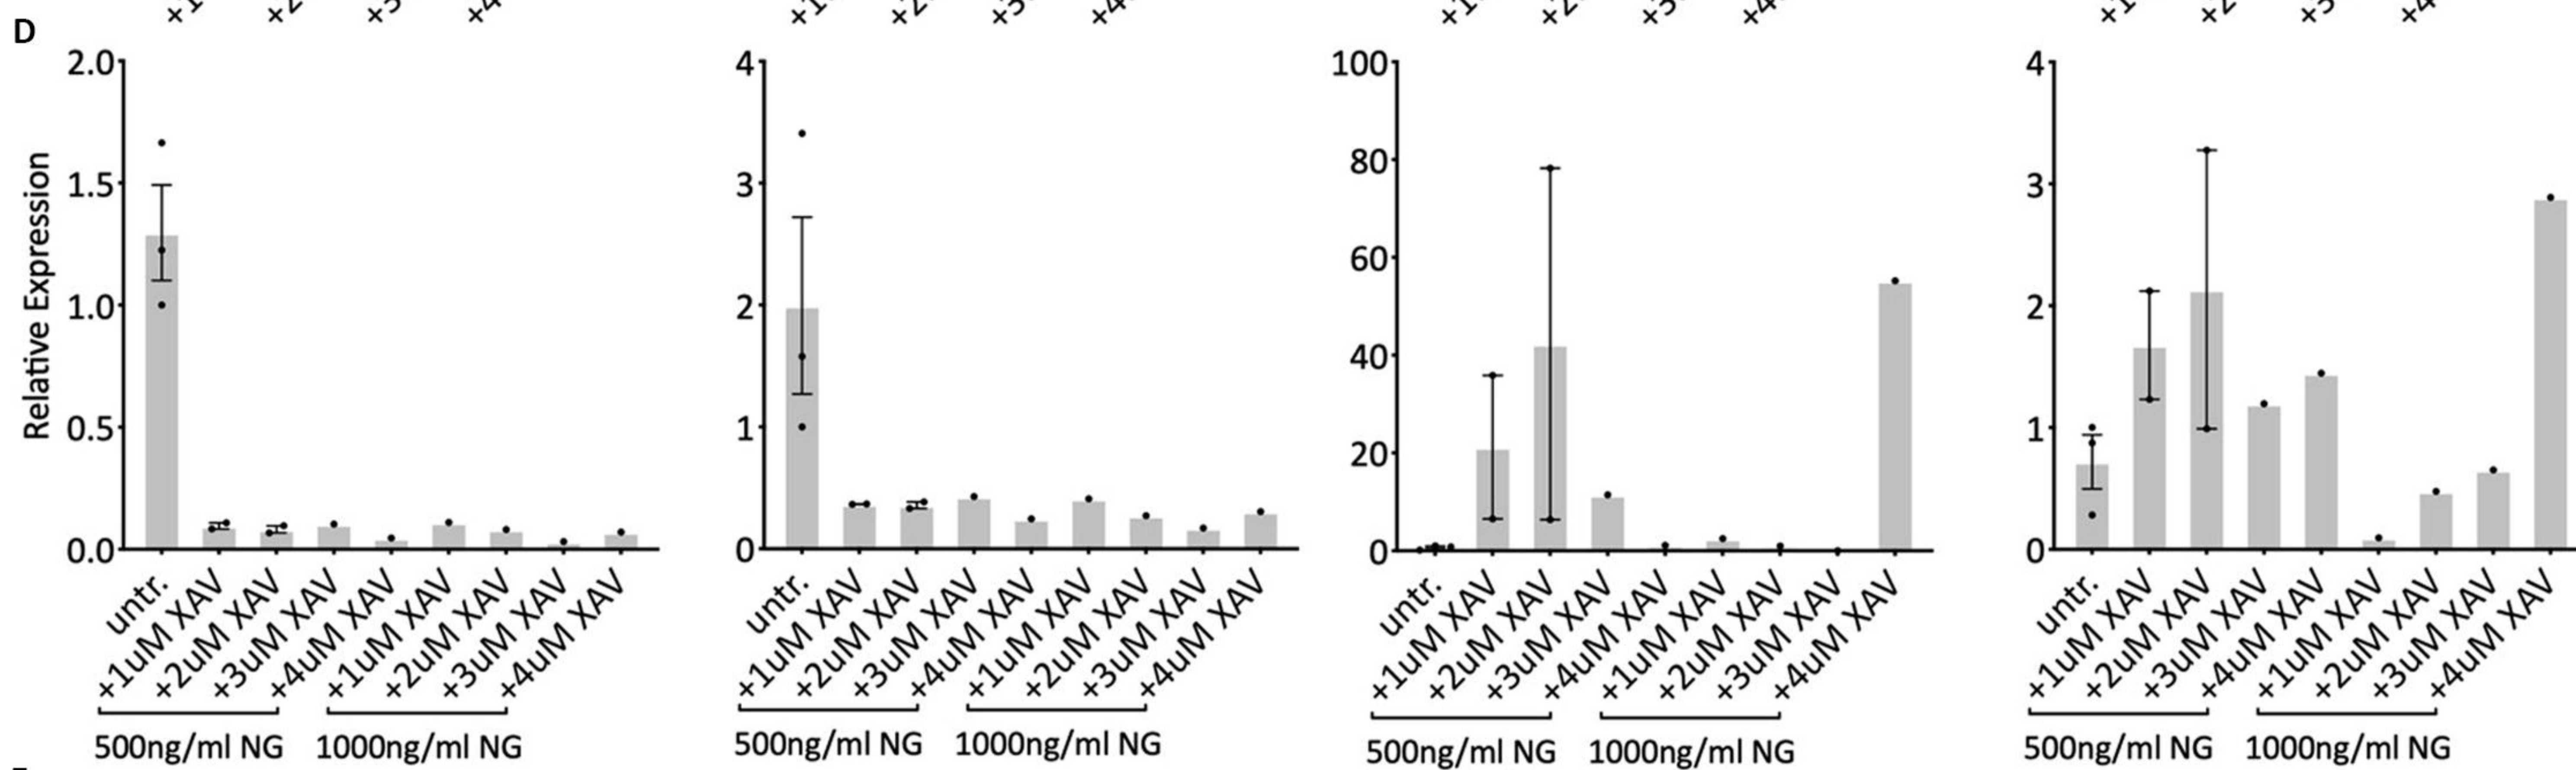 D
Relative Expression
2.0
1.5
1.0
0.5
0.0
untr.
+1uM XAV
+2uM XAV
+3uM XAV
+4uM XAV
+1uM XAV
+2uM XAV
+3uM XAV
+4uM XAV
500ng/ml NG
1000ng/ml NG
4
3
2
1
0
untr.
+1uM XAV
+2uM XAV
+3uM XAV
+4uM XAV
+1uM XAV
+2uM XAV
+3uM XAV
+4uM XAV
500ng/ml NG
1000ng/ml NG
100
80
60
40
20
0
untr.
+1uM XAV
+2uM XAV
+3uM XAV
+4uM XAV
+1uM XAV
+2uM XAV
+3uM XAV
+4uM XAV
500ng/ml NG
1000ng/ml NG
4
3
2
1
0
untr.
+1uM XAV
+2uM XAV
+3uM XAV
+4uM XAV
+1uM XAV
+2uM XAV
+3uM XAV
+4uM XAV
500ng/ml NG
1000ng/ml NG